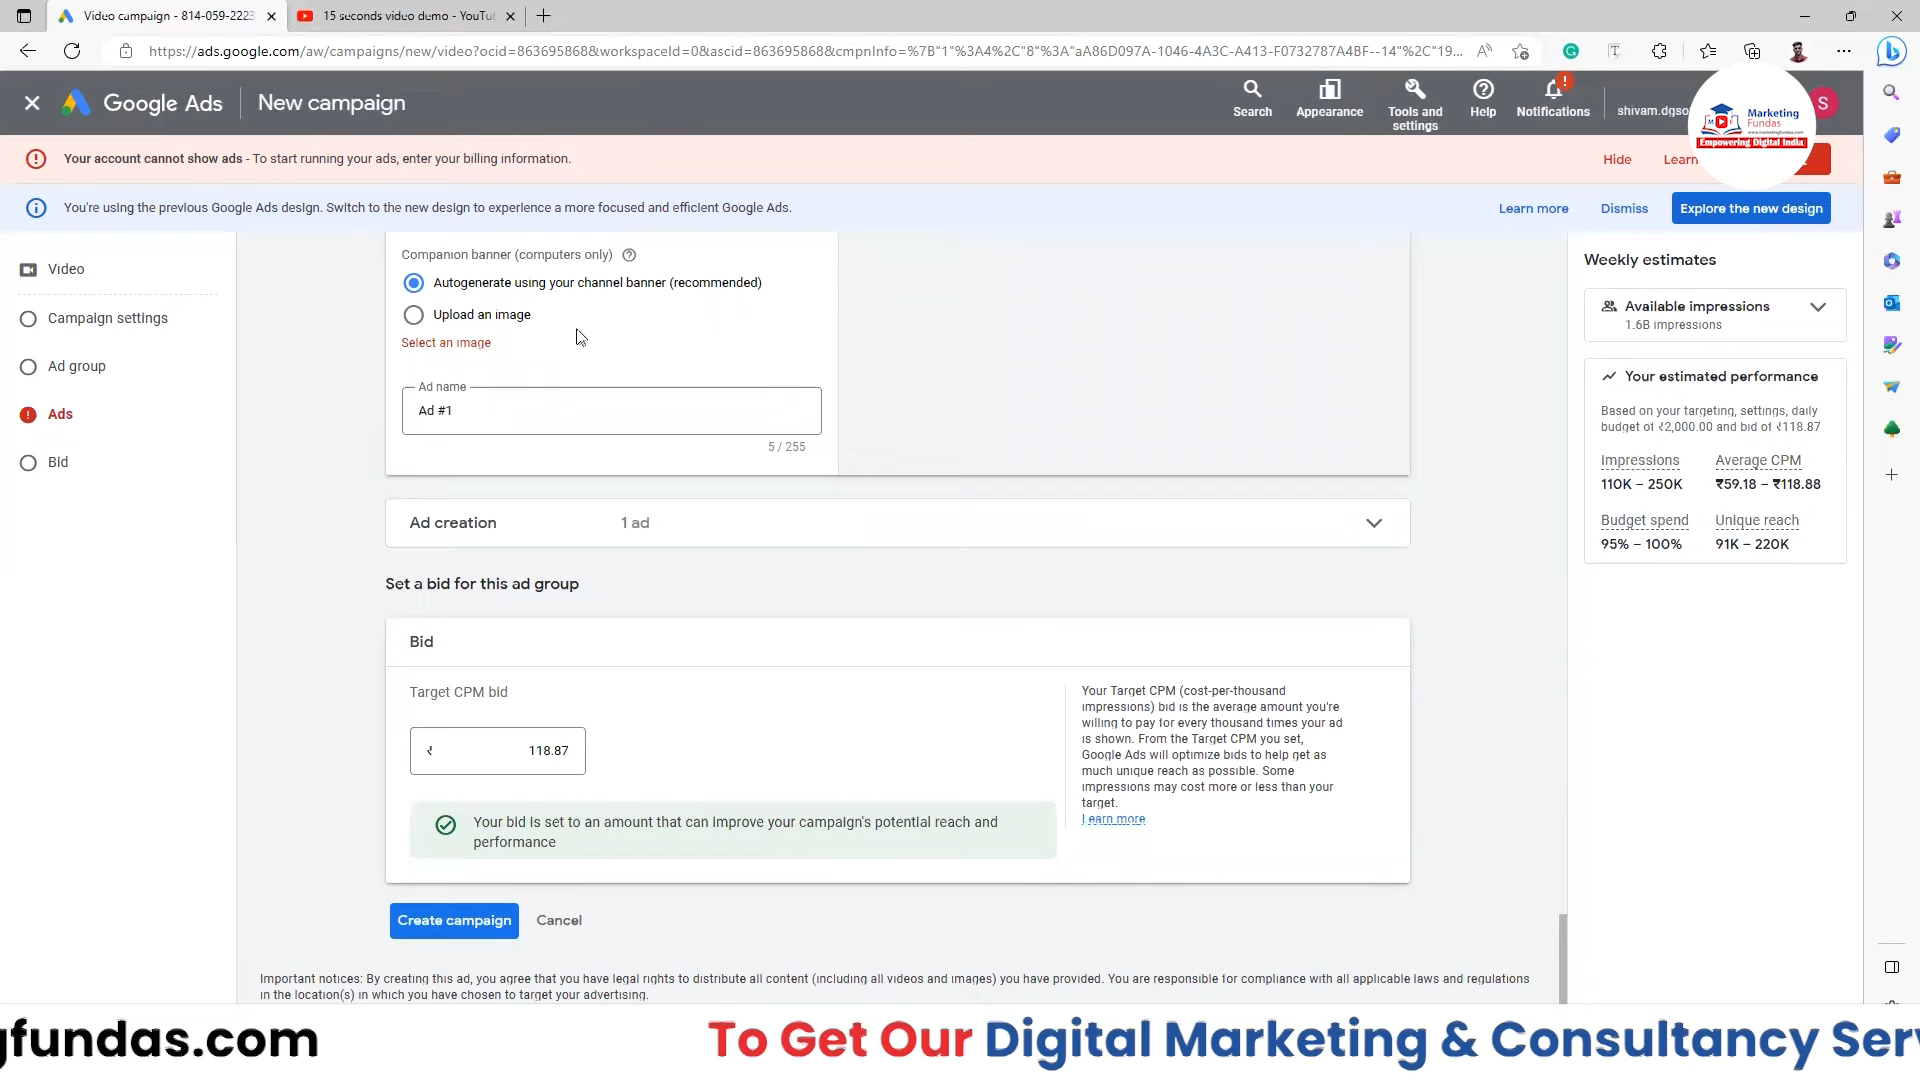 Video campaign - 814-059-2223
15 seconds video demo - YouTu
https://ads.google.com/aw/campaigns/new/video?ocid=863695868&workspaceId=0&ascid=863695868&cmpnInfo=%7B"1"%3A4%2C"8"%3A"aA86D097A-1046-4A3C-A413-F0732787A4BF--14"%2C"19...
Google Ads
New campaign
Search
Appearance
Tools and settings
Help
Notifications
shivam.dgso
S
Marketing
Fundas
www.marketingfundas.com
Empowering Digital India
Your account cannot show ads - To start running your ads, enter your billing information.
Hide
Learn
You're using the previous Google Ads design. Switch to the new design to experience a more focused and efficient Google Ads.
Learn more
Dismiss
Explore the new design
Video
Campaign settings
Ad group
Ads
Bid
Companion banner (computers only)
Autogenerate using your channel banner (recommended)
Upload an image
Select an image
Ad name
Ad #1
5 / 255
Ad creation
1 ad
Set a bid for this ad group
Bid
Target CPM bid
₹ 118.87
Your bid is set to an amount that can improve your campaign's potential reach and
performance
Your Target CPM (cost-per-thousand
impressions) bid is the average amount you're
willing to pay for every thousand times your ad
is shown. From the Target CPM you set,
Google Ads will optimize bids to help get as
much unique reach as possible. Some
impressions may cost more or less than your
target.
Learn more
Create campaign
Cancel
Important notices: By creating this ad, you agree that you have legal rights to distribute all content (including all videos and images) you have provided. You are responsible for compliance with all applicable laws and regulations
in the location(s) in which you have chosen to target your advertising.
Weekly estimates
Available impressions
1.6B impressions
Your estimated performance
Based on your targeting, settings, daily
budget of ₹2,000.00 and bid of ₹118.87
Impressions
110K – 250K
Average CPM
₹59.18 – ₹118.88
Budget spend
95% – 100%
Unique reach
91K – 220K
gfundas.com
To Get Our Digital Marketing & Consultancy Ser